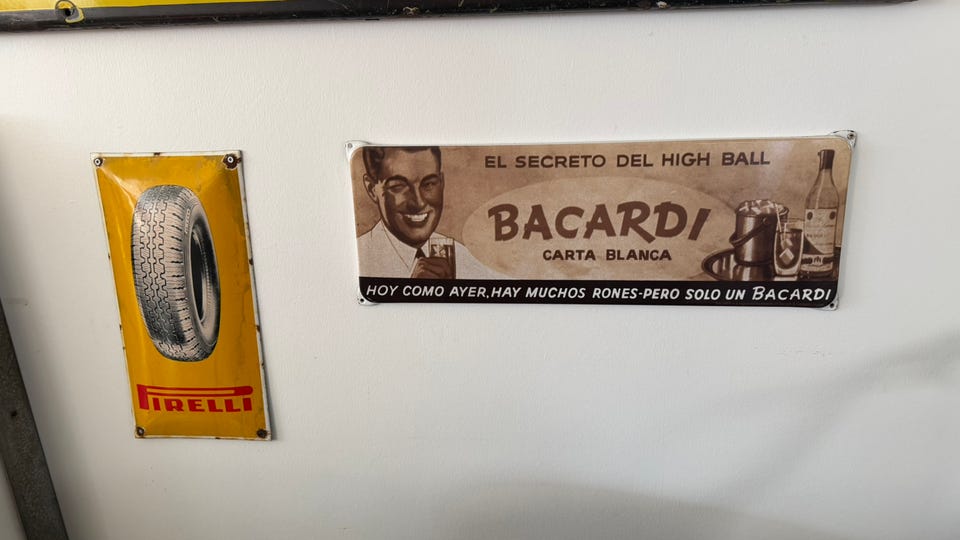 PIRELLI
EL SECRETO DEL HIGH BALL
BACARDI
CARTA BLANCA
HOY COMO AYER, HAY MUCHOS RONES-PERO SOLO UN BACARDI